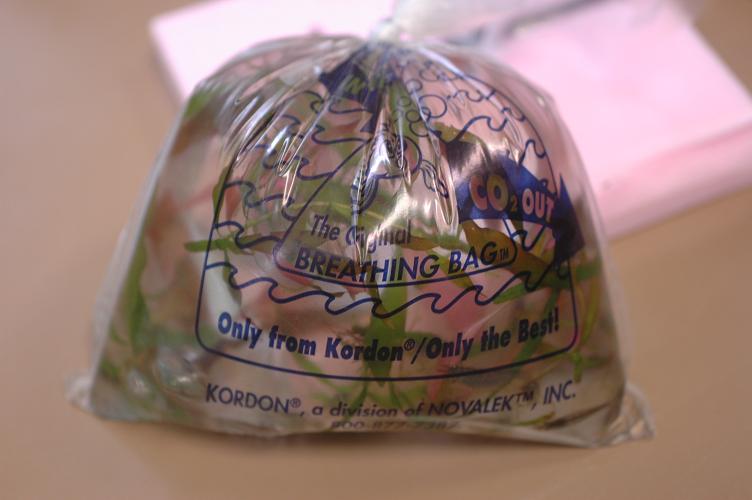 CO2 OUT
The Original
BREATHING BAG™
Only from Kordon®/Only the Best!
KORDON®, a division of NOVALEK™, INC.